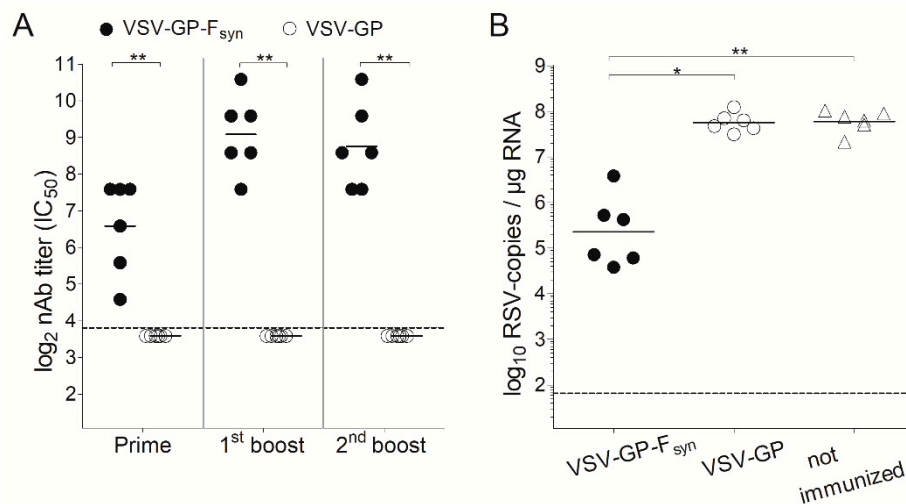 A
● VSV-GP-Fsyn ○ VSV-GP
** ** **
log2 nAb titer (IC50)
11
10
9
8
7
6
5
4
3
2
Prime 1st boost 2nd boost
B
**
*
log10 RSV-copies / µg RNA
9
8
7
6
5
4
3
2
VSV-GP-Fsyn
VSV-GP
not
immunized